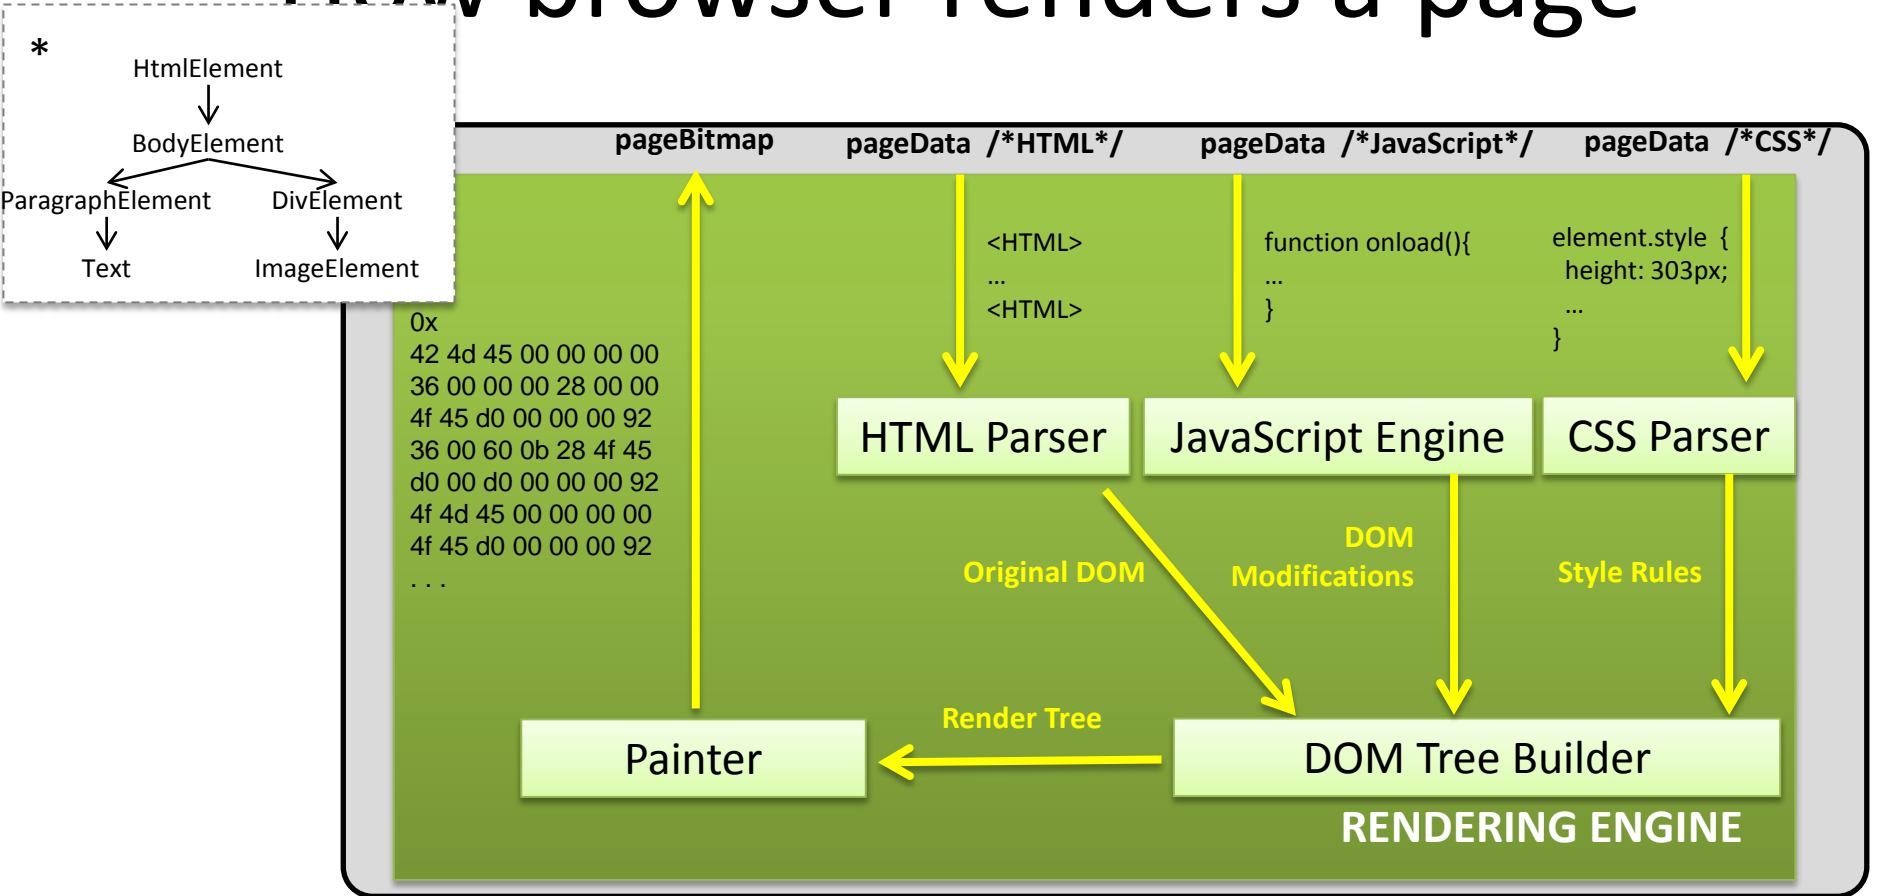 browser renders a page
*
HtmlElement
BodyElement
ParagraphElement DivElement
Text ImageElement
pageBitmap pageData /*HTML*/ pageData /*JavaScript*/ pageData /*CSS*/
<HTML>
...
<HTML>
function onload(){
...
}
element.style {
height: 303px;
...
}
0x
42 4d 45 00 00 00 00
36 00 00 00 28 00 00
4f 45 d0 00 00 00 92
36 00 60 0b 28 4f 45
d0 00 d0 00 00 00 92
4f 4d 45 00 00 00 00
4f 45 d0 00 00 00 92
. . .
HTML Parser JavaScript Engine CSS Parser
Original DOM
DOM
Modifications
Style Rules
Render Tree
Painter
DOM Tree Builder
RENDERING ENGINE